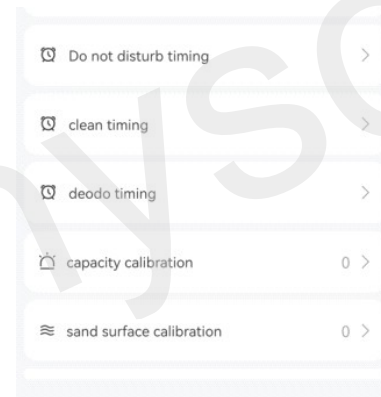 Do not disturb timing
clean timing
deodo timing
capacity calibration 0
sand surface calibration 0